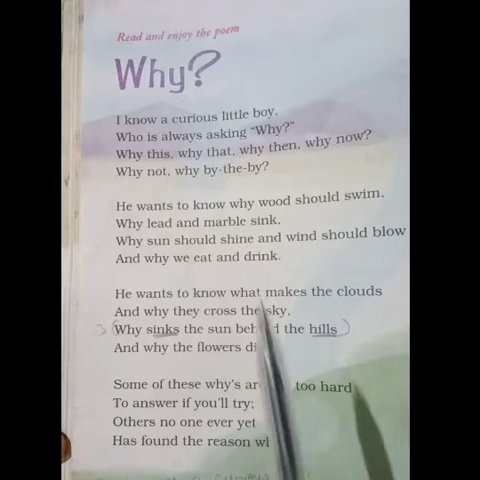 Read and enjoy the poem
Why?
I know a curious little boy,
Who is always asking "Why?"
Why this, why that, why then, why now?
Why not, why by-the-by?
He wants to know why wood should swim,
Why lead and marble sink,
Why sun should shine and wind should blow
And why we eat and drink.
He wants to know what makes the clouds
And why they cross the sky,
3 (Why sinks the sun the hills)
And why the flowers
Some of these why's too hard
To answer if you'll try;
Others no one ever yet
Has found the reason